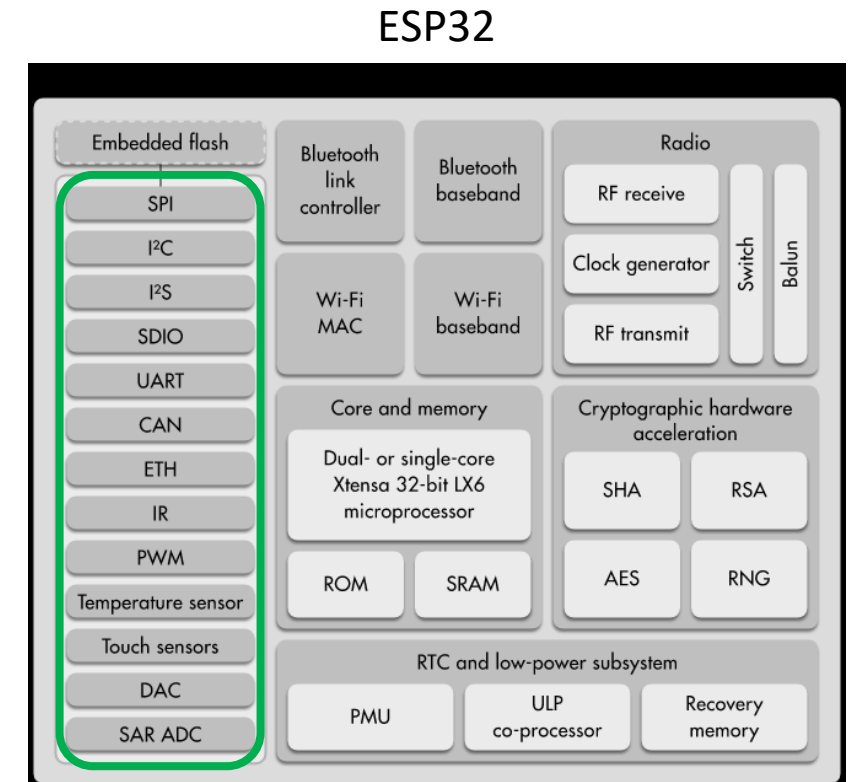 ESP32
Embedded flash
SPI
I²C
I²S
SDIO
UART
CAN
ETH
IR
PWM
Temperature sensor
Touch sensors
DAC
SAR ADC
Bluetooth
link
controller
Bluetooth
baseband
Wi-Fi
MAC
Wi-Fi
baseband
Radio
RF receive
Clock generator
RF transmit
Switch
Balun
Core and memory
Dual- or single-core
Xtensa 32-bit LX6
microprocessor
ROM
SRAM
Cryptographic hardware
acceleration
SHA
RSA
AES
RNG
RTC and low-power subsystem
PMU
ULP
co-processor
Recovery
memory